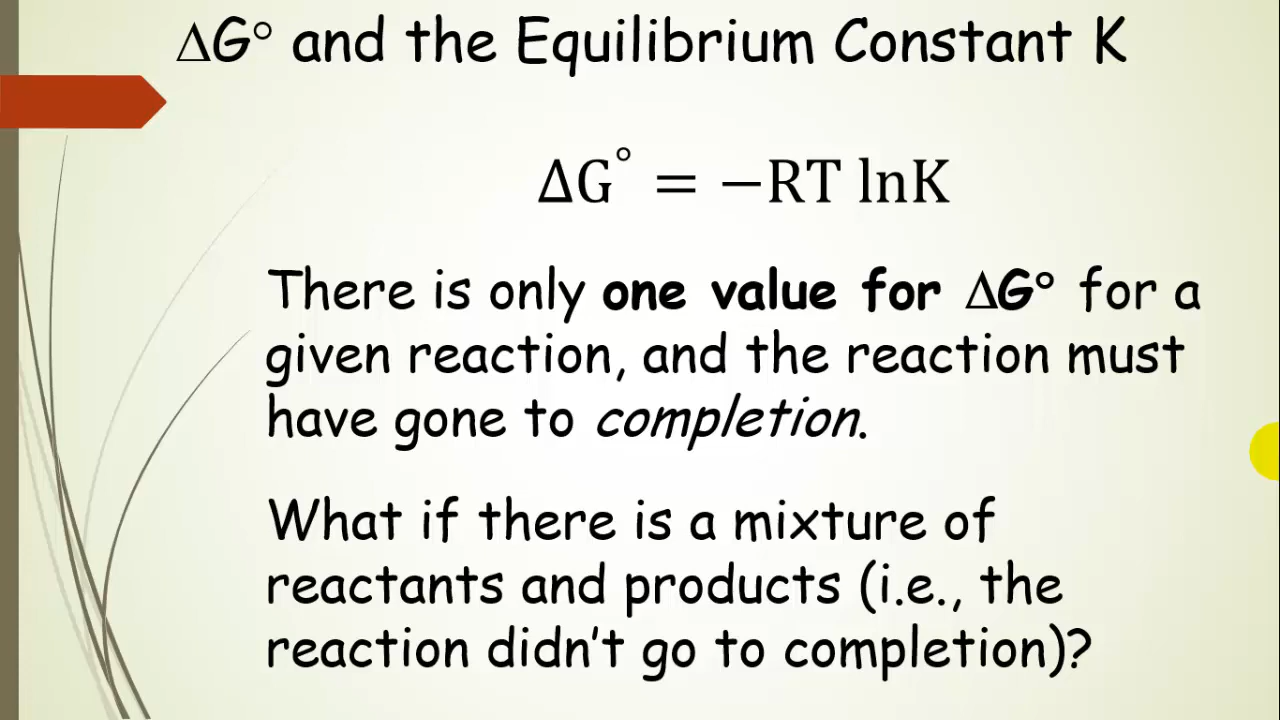 ΔG° and the Equilibrium Constant K
ΔG° = −RT lnK
There is only one value for ΔG° for a
given reaction, and the reaction must
have gone to completion.
What if there is a mixture of
reactants and products (i.e., the
reaction didn't go to completion)?